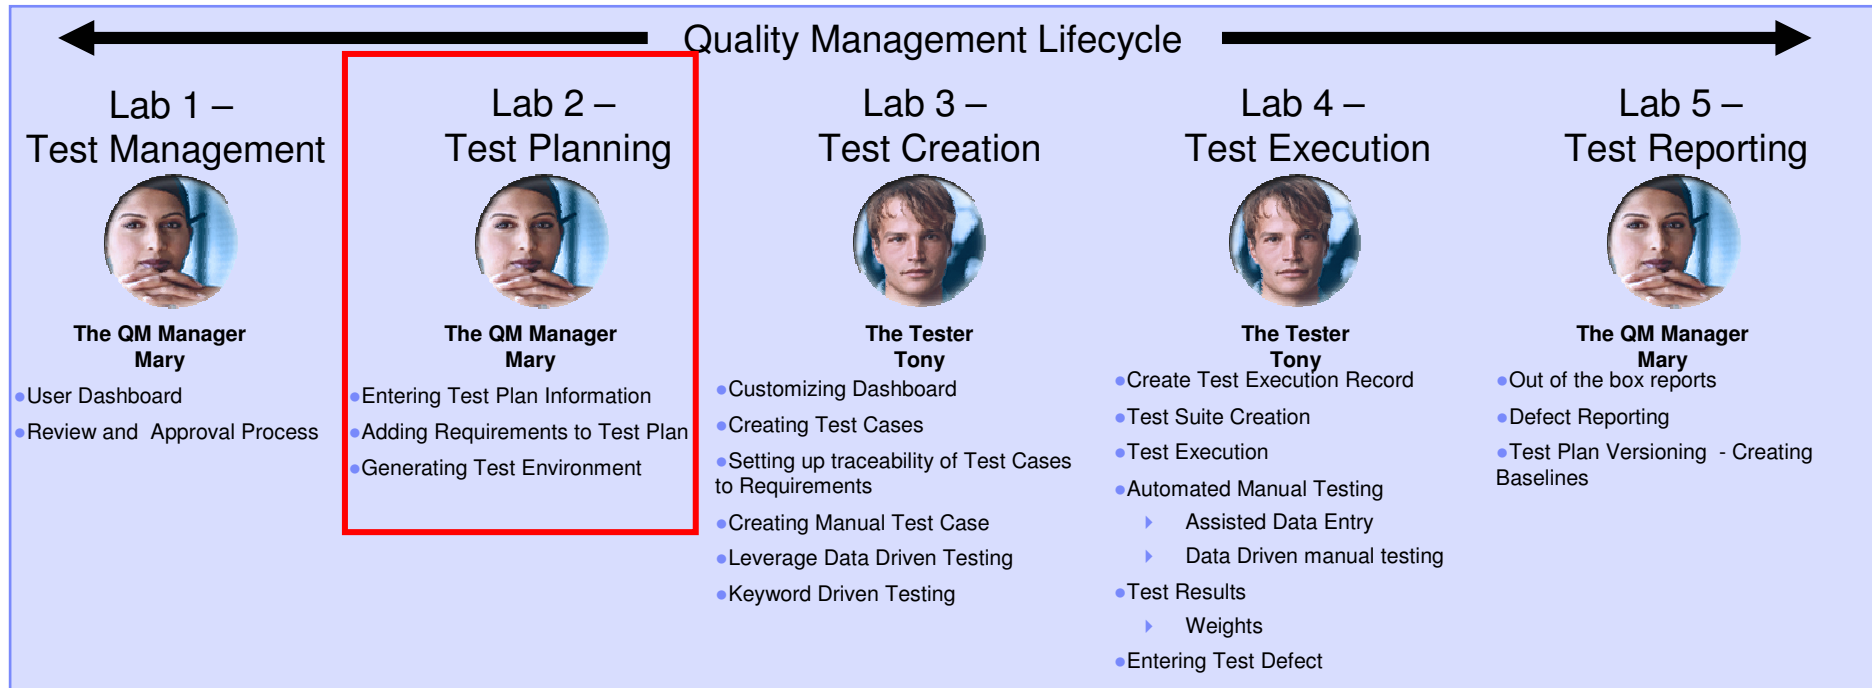 Quality Management Lifecycle
Lab 1 –
Test Management
The QM Manager
Mary
●User Dashboard
●Review and  Approval Process
Lab 2 –
Test Planning
The QM Manager
Mary
●Entering Test Plan Information
●Adding Requirements to Test Plan
●Generating Test Environment
Lab 3 –
Test Creation
The Tester
Tony
●Customizing Dashboard
●Creating Test Cases
●Setting up traceability of Test Cases
to Requirements
●Creating Manual Test Case
●Leverage Data Driven Testing
●Keyword Driven Testing
Lab 4 –
Test Execution
The Tester
Tony
●Create Test Execution Record
●Test Suite Creation
●Test Execution
●Automated Manual Testing
Assisted Data Entry
Data Driven manual testing
●Test Results
Weights
●Entering Test Defect
Lab 5 –
Test Reporting
The QM Manager
Mary
●Out of the box reports
●Defect Reporting
●Test Plan Versioning  - Creating
Baselines